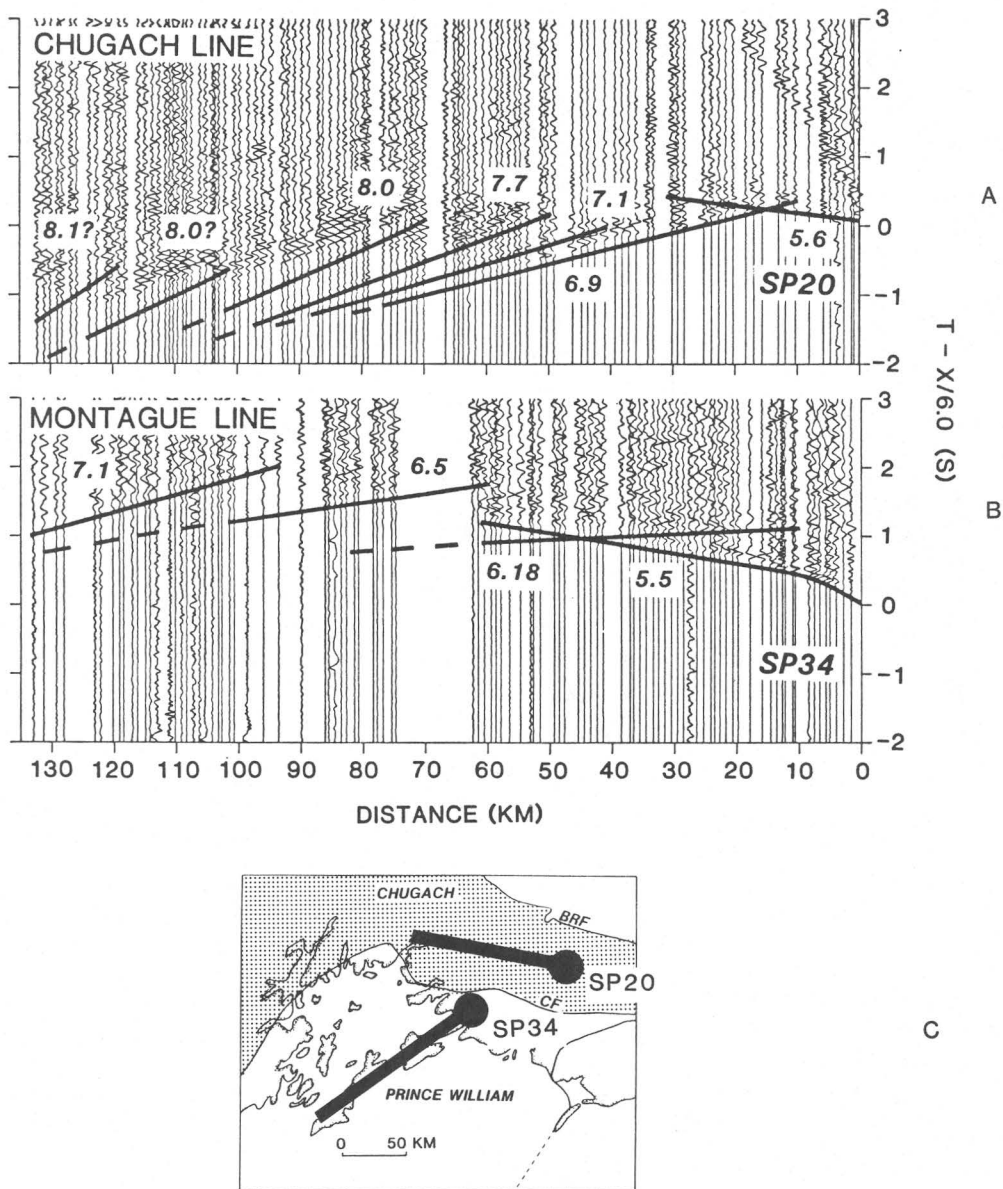 CHUGACH LINE
3
2
1
0
−1
−2
8.1?
8.0?
8.0
7.7
7.1
6.9
5.6
SP20
A
T – X/6.0 (S)
MONTAGUE LINE
3
2
1
0
−1
−2
7.1
6.5
6.18
5.5
SP34
B
130 120 110 100 90 80 70 60 50 40 30 20 10 0
DISTANCE (KM)
CHUGACH
BRF
SP20
CF
SP34
PRINCE WILLIAM
0 50 KM
C